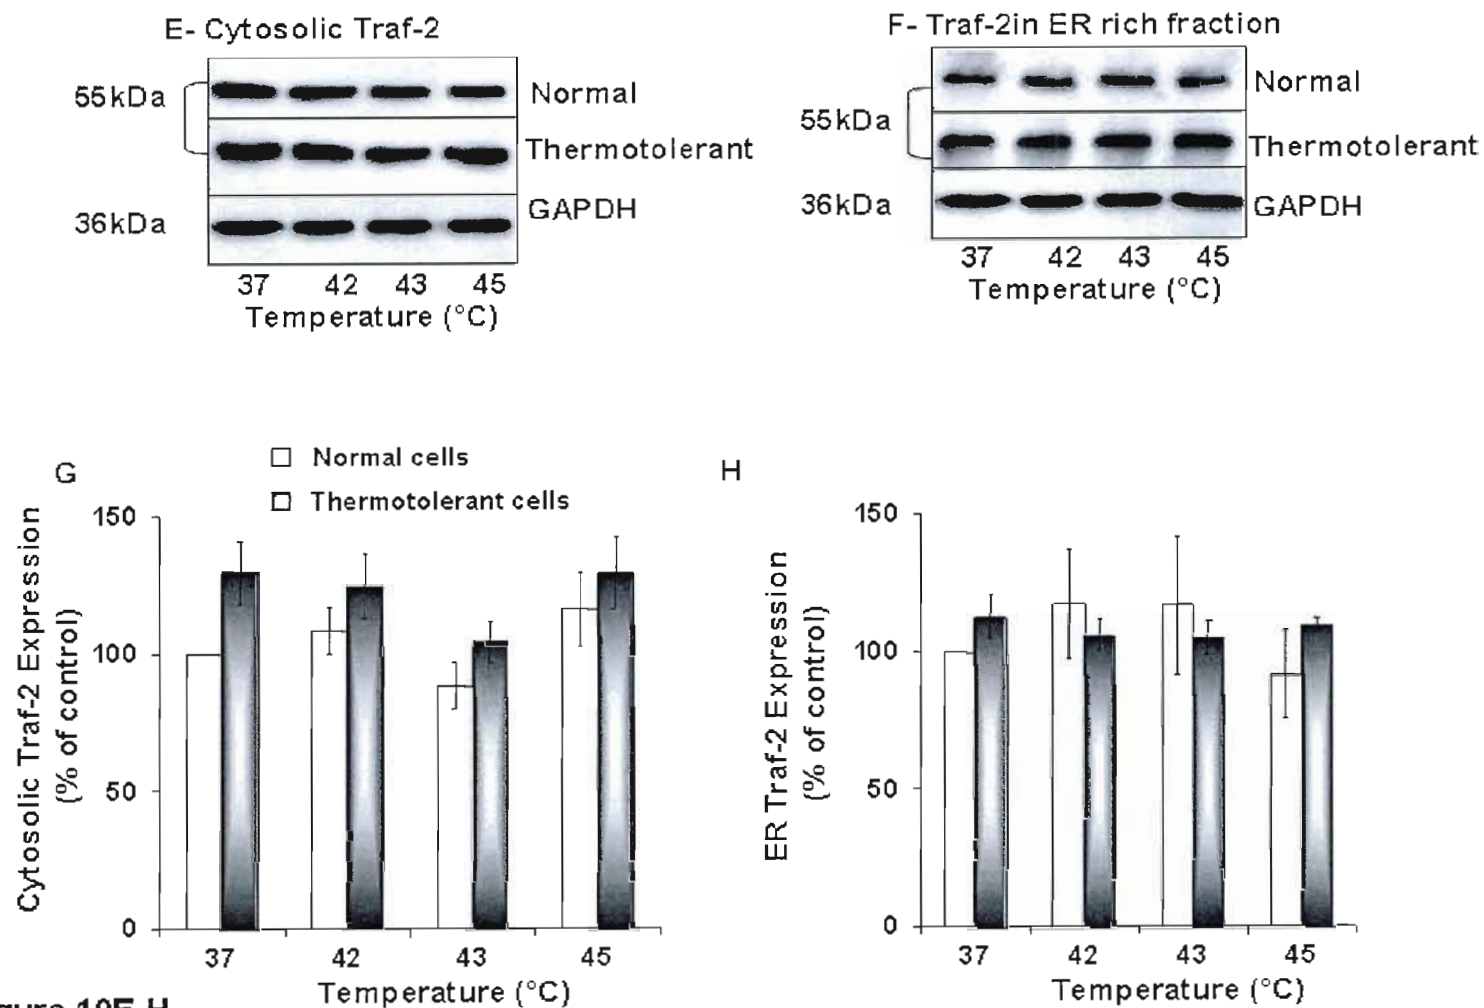 E- Cytosolic Traf-2
55kDa
Normal
Thermotolerant
36kDa
GAPDH
37 42 43 45
Temperature (°C)
F- Traf-2in ER rich fraction
55kDa
Normal
Thermotolerant
36kDa
GAPDH
37 42 43 45
Temperature (°C)
G
Normal cells
Thermotolerant cells
Cytosolic Traf-2 Expression
(% of control)
150
100
50
0
37 42 43 45
Temperature (°C)
H
ER Traf-2 Expression
(% of control)
150
100
50
0
37 42 43 45
Temperature (°C)